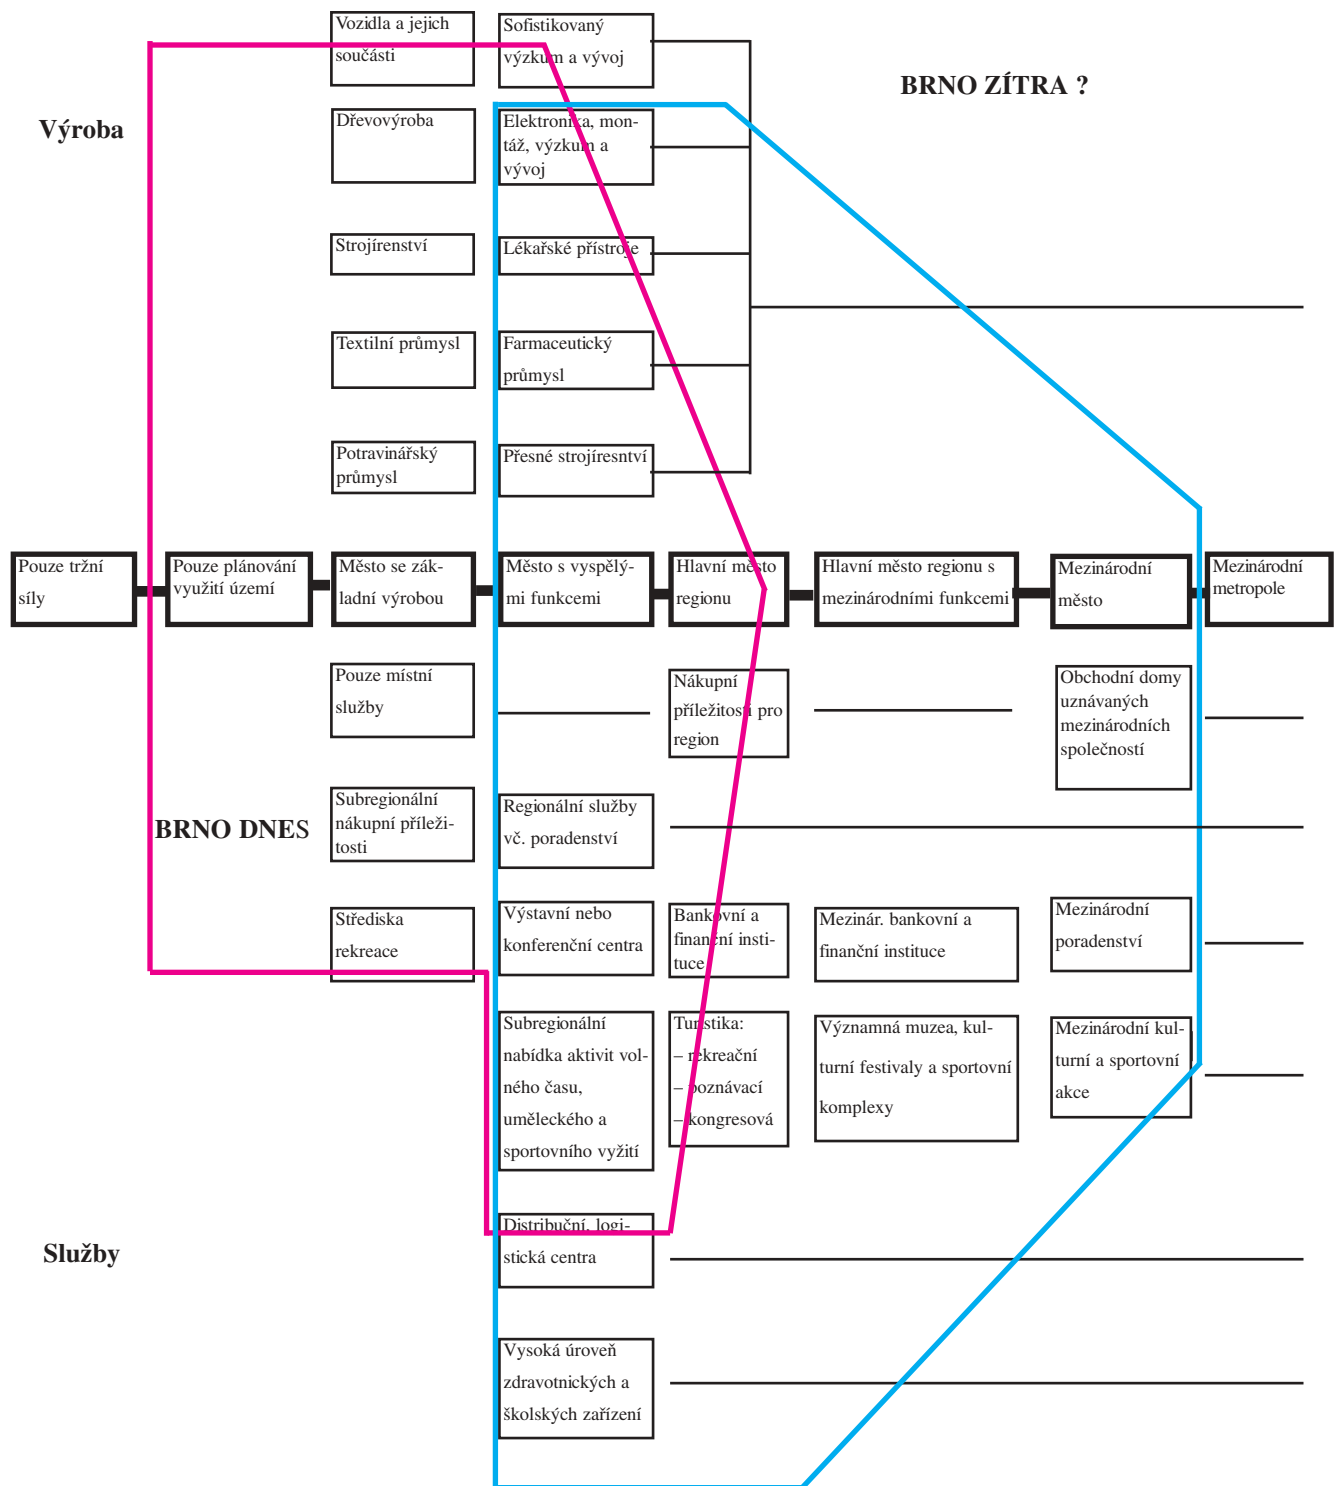 Vozidla a jejich
součásti
Sofistikovaný
výzkum a vývoj
BRNO ZÍTRA ?
Výroba
Dřevovýroba
Elektronika, mon-
táž, výzkum a
vývoj
Strojírenství
Lékařské přístroje
Textilní průmysl
Farmaceutický
průmysl
Potravinářský
průmysl
Přesné strojíresntví
Pouze tržní
síly
Pouze plánování
využití území
Město se zák-
ladní výrobou
Město s vyspělý-
mi funkcemi
Hlavní město
regionu
Hlavní město regionu s
mezinárodními funkcemi
Mezinárodní
město
Mezinárodní
metropole
Pouze místní
služby
Nákupní
příležitosti pro
region
Obchodní domy
uznávaných
mezinárodních
společností
BRNO DNES
Subregionální
nákupní příleži-
tosti
Regionální služby
vč. poradenství
Střediska
rekreace
Výstavní nebo
konferenční centra
Bankovní a
finanční insti-
tuce
Mezinár. bankovní a
finanční instituce
Mezinárodní
poradenství
Subregionální
nabídka aktivit vol-
ného času,
uměleckého a
sportovního vyžití
Turistika:
– rekreační
– poznávací
– kongresová
Významná muzea, kul-
turní festivaly a sportovní
komplexy
Mezinárodní kul-
turní a sportovní
akce
Služby
Distribuční, logi-
stická centra
Vysoká úroveň
zdravotnických a
školských zařízení